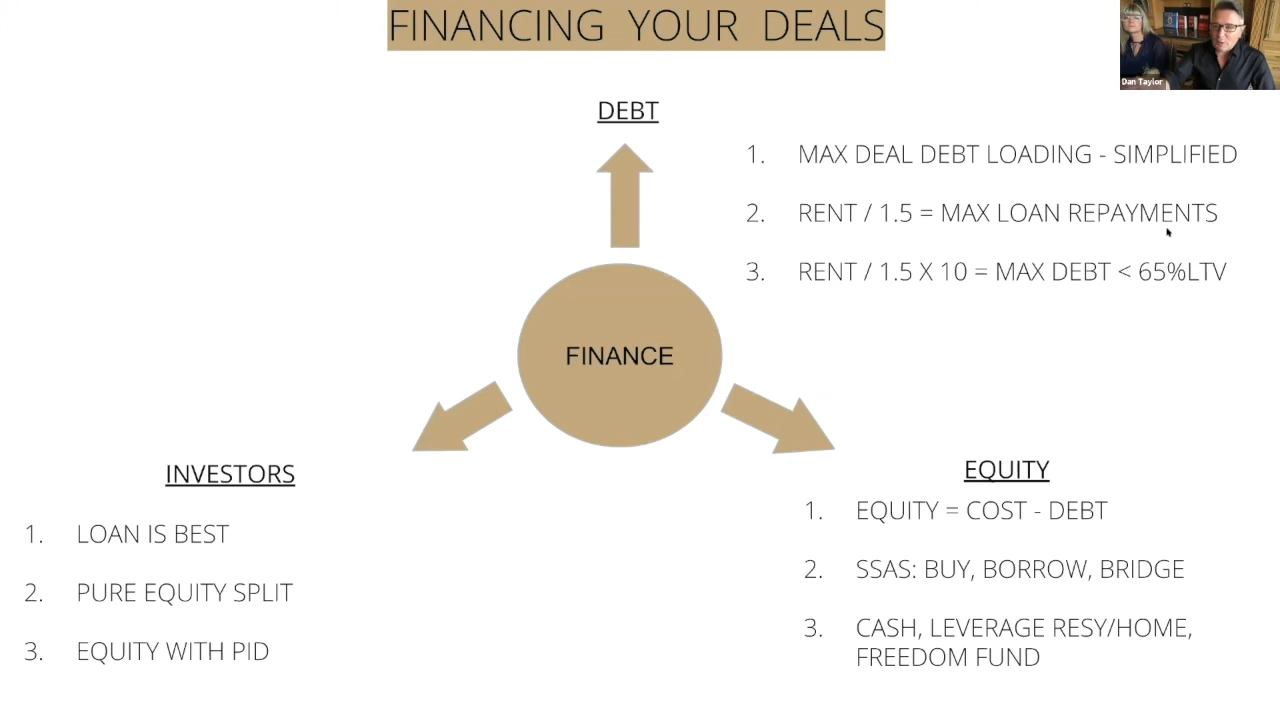 FINANCING YOUR DEALS
Dan Taylor
DEBT
1. MAX DEAL DEBT LOADING - SIMPLIFIED
2. RENT / 1.5 = MAX LOAN REPAYMENTS
3. RENT / 1.5 X 10 = MAX DEBT < 65%LTV
FINANCE
INVESTORS
1. LOAN IS BEST
2. PURE EQUITY SPLIT
3. EQUITY WITH PID
EQUITY
1. EQUITY = COST - DEBT
2. SSAS: BUY, BORROW, BRIDGE
3. CASH, LEVERAGE RESY/HOME,
FREEDOM FUND